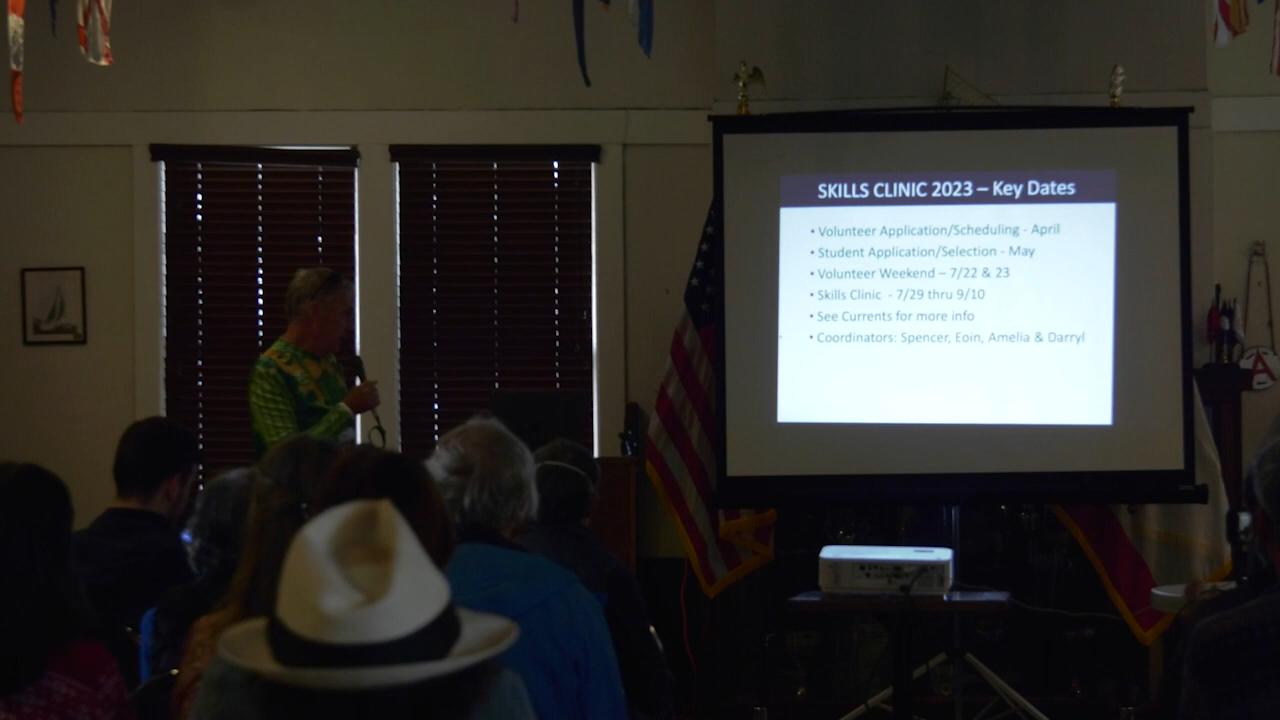 SKILLS CLINIC 2023 – Key Dates
• Volunteer Application/Scheduling - April
• Student Application/Selection - May
• Volunteer Weekend – 7/22 & 23
• Skills Clinic - 7/29 thru 9/10
• See Currents for more info
• Coordinators: Spencer, Eoin, Amelia & Darryl
A